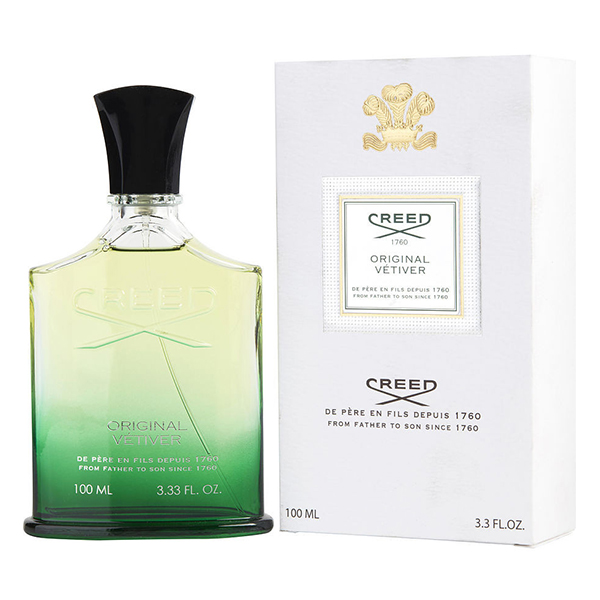 CREED
ORIGINAL
VÉTIVER
DE PÈRE EN FILS DEPUIS 1760
FROM FATHER TO SON SINCE 1760
100 ML 3.33 FL. OZ.
CREED
1760
ORIGINAL
VÉTIVER
DE PÈRE EN FILS DEPUIS 1760
FROM FATHER TO SON SINCE 1760
CREED
DE PÈRE EN FILS DEPUIS 1760
FROM FATHER TO SON SINCE 1760
100 ML 3.3 FL.OZ.